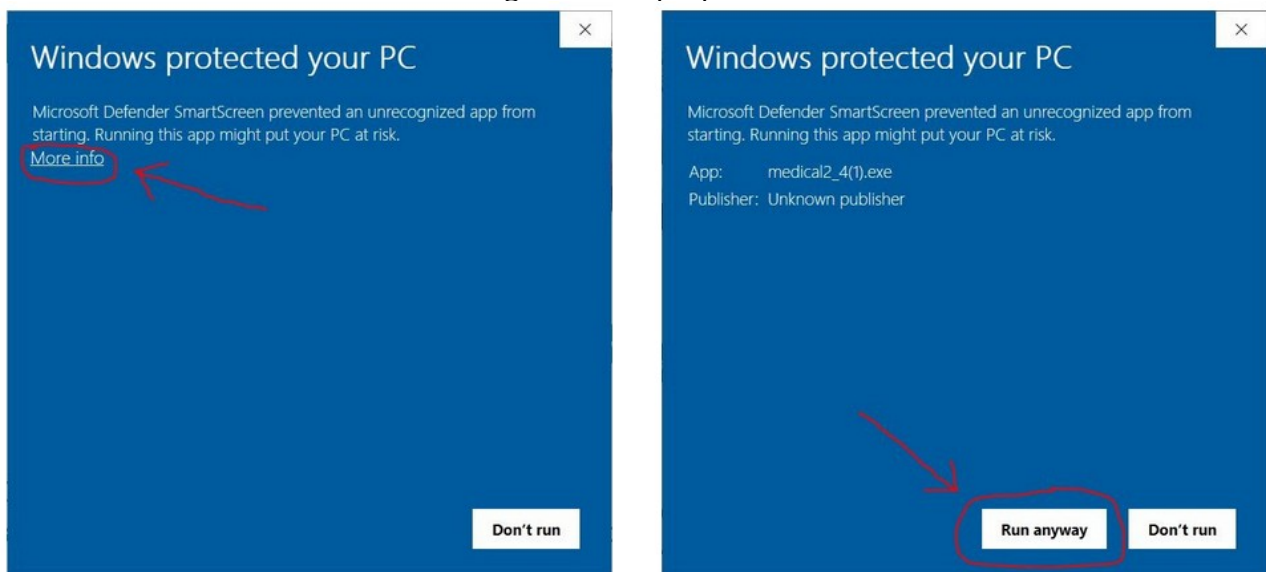 Windows protected your PC
Microsoft Defender SmartScreen prevented an unrecognized app from
starting. Running this app might put your PC at risk.
More info
Don't run
Windows protected your PC
Microsoft Defender SmartScreen prevented an unrecognized app from
starting. Running this app might put your PC at risk.
App: medical2_4(1).exe
Publisher: Unknown publisher
Run anyway Don't run